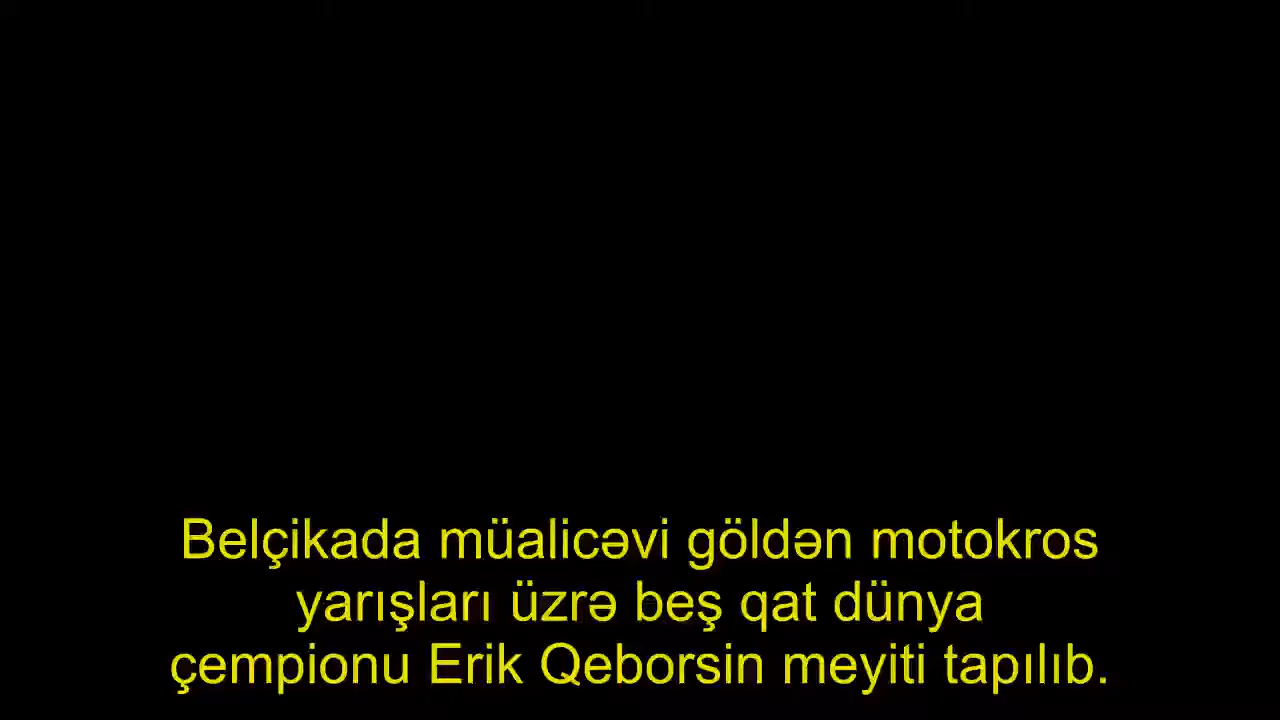 Belçikada müalicəvi göldən motokros
yarışları üzrə beş qat dünya
çempionu Erik Qeborsin meyiti tapılıb.